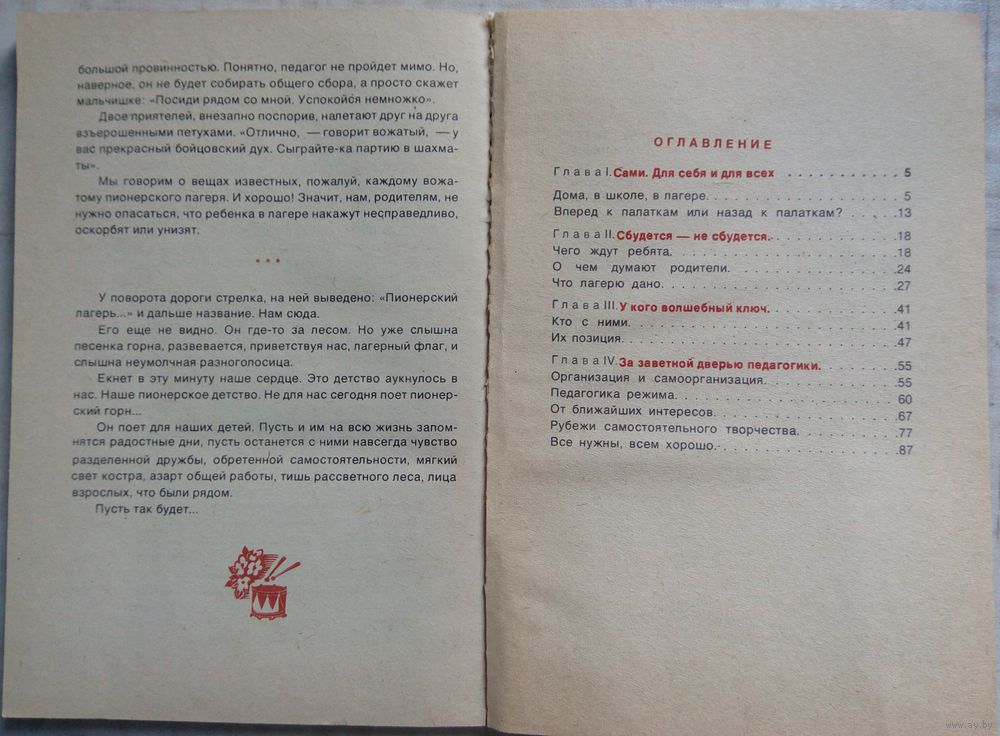 большой провинностью. Понятно, педагог не пройдет мимо. Но,
наверное, он не будет собирать общего сбора, а просто скажет
мальчишке: «Посиди рядом со мной. Успокойся немножко».
Двое приятелей, внезапно поспорив, налетают друг на друга
взъерошенными петухами. «Отлично, — говорит вожатый, — у
вас прекрасный бойцовский дух. Сыграйте-ка партию в шахма-
ты».
Мы говорим о вещах известных, пожалуй, каждому вожа-
тому пионерского лагеря. И хорошо! Значит, нам, родителям, не
нужно опасаться, что ребенка в лагере накажут несправедливо,
оскорбят или унизят.
* * *
У поворота дороги стрелка, на ней выведено: «Пионерский
лагерь...» и дальше название. Нам сюда.
Его еще не видно. Он где-то за лесом. Но уже слышна
песенка горна, развевается, приветствуя нас, лагерный флаг, и
слышна неумолчная разноголосица.
Екнет в эту минуту наше сердце. Это детство аукнулось в
нас. Наше пионерское детство. Не для нас сегодня поет пионер-
ский горн...
Он поет для наших детей. Пусть и им на всю жизнь запом-
нятся радостные дни, пусть останется с ними навсегда чувство
разделенной дружбы, обретенной самостоятельности, мягкий
свет костра, азарт общей работы, тишь рассветного леса, лица
взрослых, что были рядом.
Пусть так будет...
ОГЛАВЛЕНИЕ
Глава I. Сами. Для себя и для всех . . . . . . . . . . . 5
Дома, в школе, в лагере. . . . . . . . . . . . . . . . . . 5
Вперед к палаткам или назад к палаткам? . . . . . . 13
Глава II. Сбудется — не сбудется. . . . . . . . . . . . 18
Чего ждут ребята. . . . . . . . . . . . . . . . . . . . . 18
О чем думают родители. . . . . . . . . . . . . . . . . 24
Что лагерю дано. . . . . . . . . . . . . . . . . . . . . 27
Глава III. У кого волшебный ключ. . . . . . . . . . . . 41
Кто с ними. . . . . . . . . . . . . . . . . . . . . . . . 41
Их позиция. . . . . . . . . . . . . . . . . . . . . . . . 47
Глава IV. За заветной дверью педагогики. . . . . . . . 55
Организация и самоорганизация. . . . . . . . . . . . 55
Педагогика режима. . . . . . . . . . . . . . . . . . . 60
От ближайших интересов. . . . . . . . . . . . . . . . 67
Рубежи самостоятельного творчества. . . . . . . . . 77
Все нужны, всем хорошо. . . . . . . . . . . . . . . . 87
www.ay.by